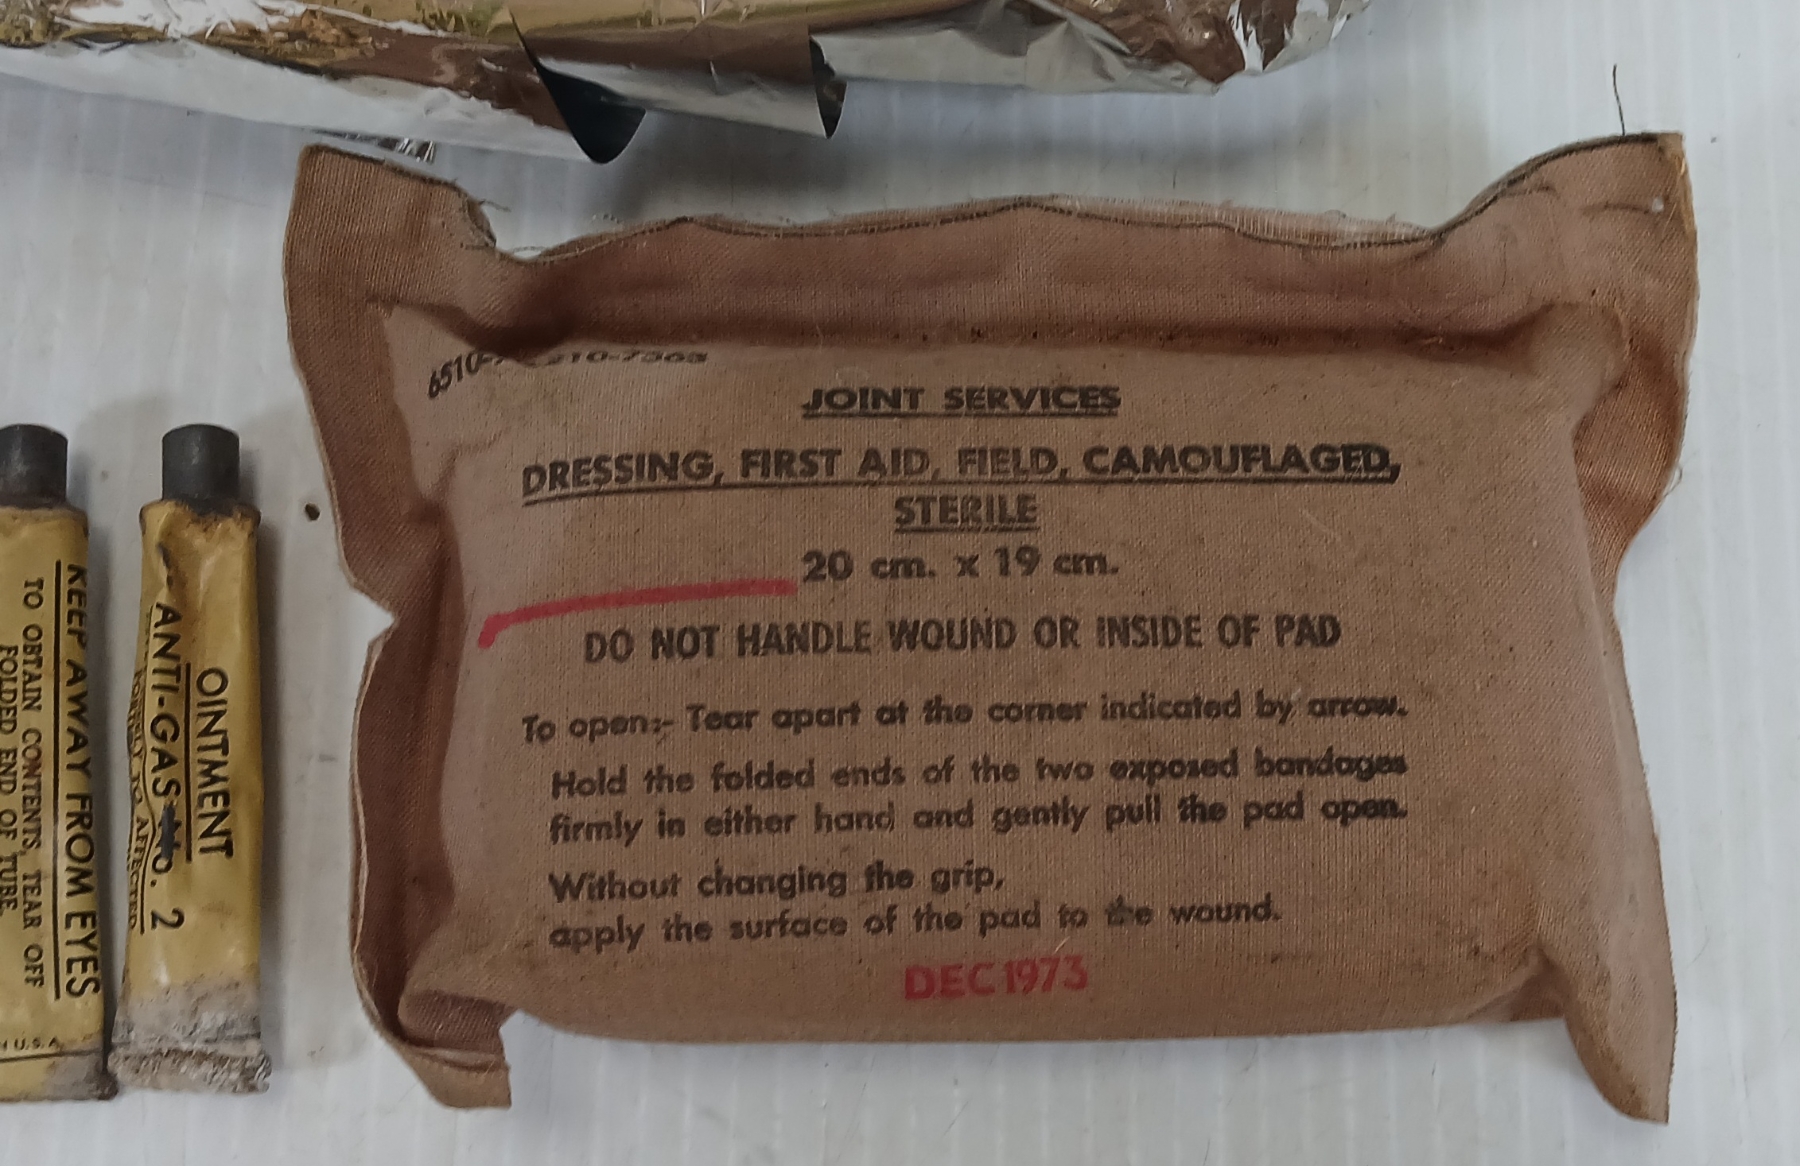 JOINT SERVICES
DRESSING, FIRST AID, FIELD, CAMOUFLAGED,
STERILE
20 cm. x 19 cm.
DO NOT HANDLE WOUND OR INSIDE OF PAD
To open:- Tear apart at the corner indicated by arrow.
Hold the folded ends of the two exposed bandages
firmly in either hand and gently pull the pad open.
Without changing the grip,
apply the surface of the pad to the wound.
DEC 1973
OINTMENT
ANTI-GAS No. 2
AFFECTED
KEEP AWAY FROM EYES
TO OBTAIN CONTENTS, TEAR OFF
FOLDED END OF TUBE.
U.S.A.